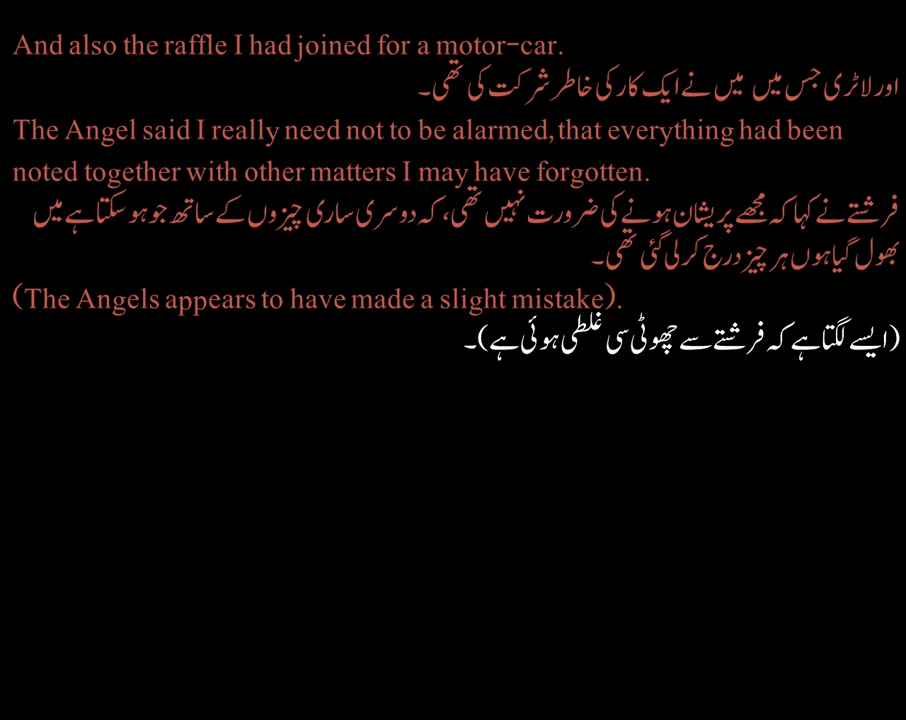 And also the raffle I had joined for a motor-car.
اور لاٹری جس میں میں نے ایک کار کی خاطر شرکت کی تھی۔
The Angel said I really need not to be alarmed, that everything had been
noted together with other matters I may have forgotten.
فرشتے نے کہا کہ مجھے پریشان ہونے کی ضرورت نہیں تھی، کہ دوسری ساری چیزوں کے ساتھ جو ہو سکتا ہے میں
بھول گیا ہوں ہر چیز درج کر لی گئی تھی۔
(The Angels appears to have made a slight mistake).
(ایسے لگتا ہے کہ فرشتے سے چھوٹی سی غلطی ہوئی ہے)۔